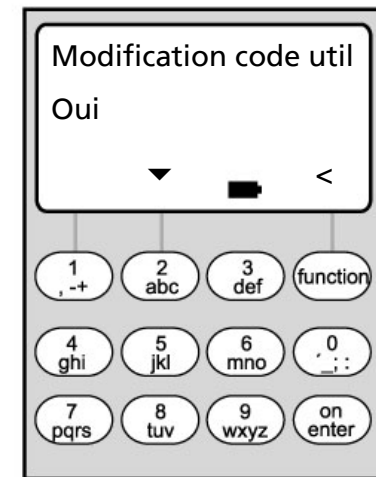 Modification code util
Oui
<
1 2 3 function
, -+ abc def
4 5 6 0
ghi jkl mno ´_; :
7 8 9 on
pqrs tuv wxyz enter